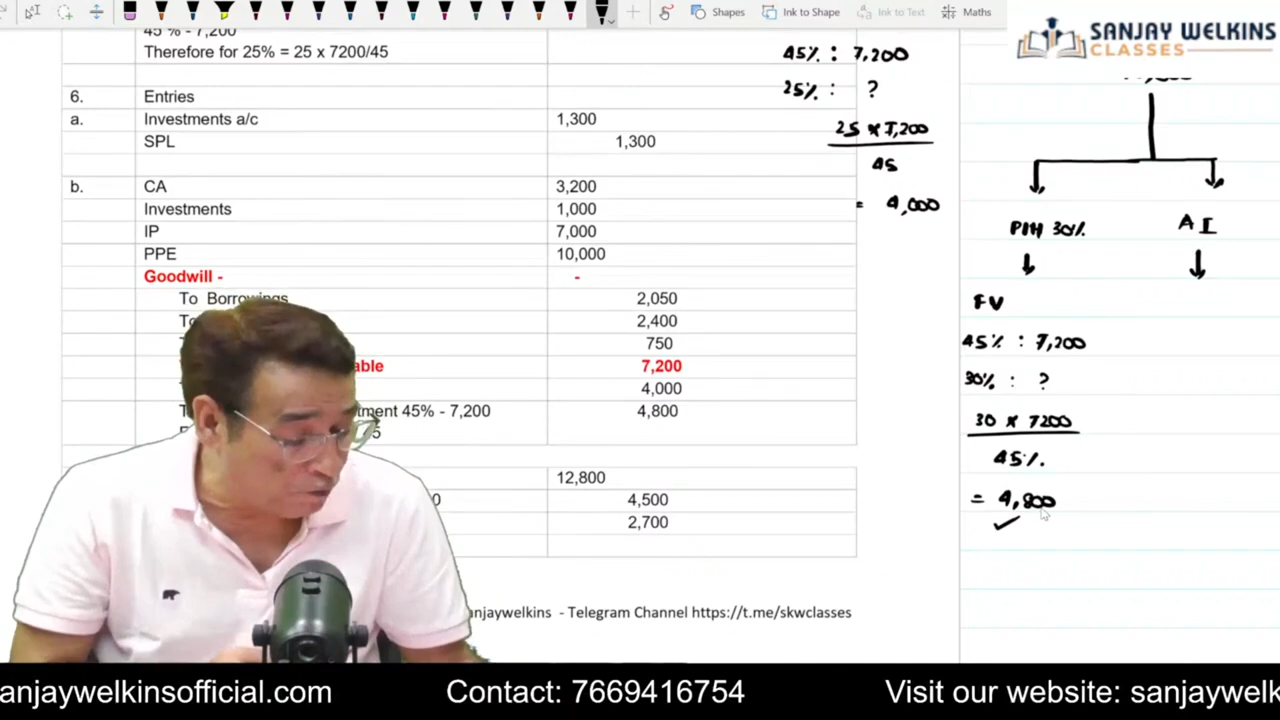 Shapes
Ink to Shape
Ink to Text
Maths
SANJAY WELKINS
CLASSES
45 % - 7,200
Therefore for 25% = 25 x 7200/45
6. Entries
a. Investments a/c 1,300
SPL 1,300
b. CA 3,200
Investments 1,000
IP 7,000
PPE 10,000
Goodwill - -
To Borrowings 2,050
2,400
750
7,200
4,000
45% - 7,200 4,800
12,800
4,500
2,700
45% : 7,200
25% : ?
25 x 7,200
45
= 4,000
PIH 30%
AI
FV
45% : 7,200
30% : ?
30 x 7200
45%.
= 4,800
- Telegram Channel https://t.me/skwclasses
anjaywelkinsofficial.com
Contact: 7669416754
Visit our website: sanjaywelk